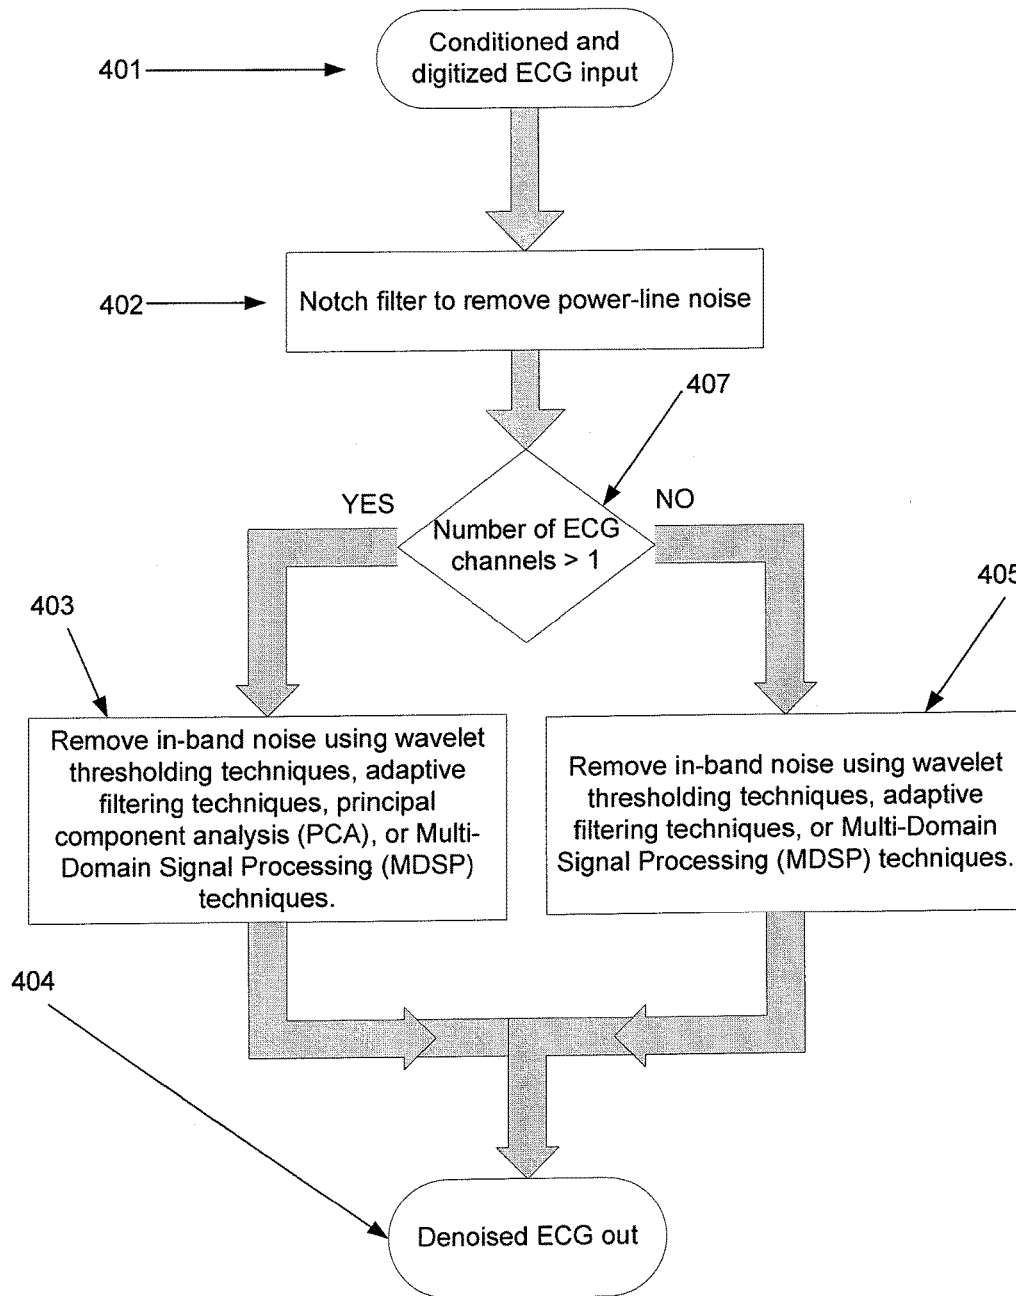 Conditioned and
digitized ECG input
401
402
Notch filter to remove power-line noise
407
YES
NO
Number of ECG
channels > 1
403
405
Remove in-band noise using wavelet
thresholding techniques, adaptive
filtering techniques, principal
component analysis (PCA), or Multi-
Domain Signal Processing (MDSP)
techniques.
Remove in-band noise using wavelet
thresholding techniques, adaptive
filtering techniques, or Multi-Domain
Signal Processing (MDSP) techniques.
404
Denoised ECG out